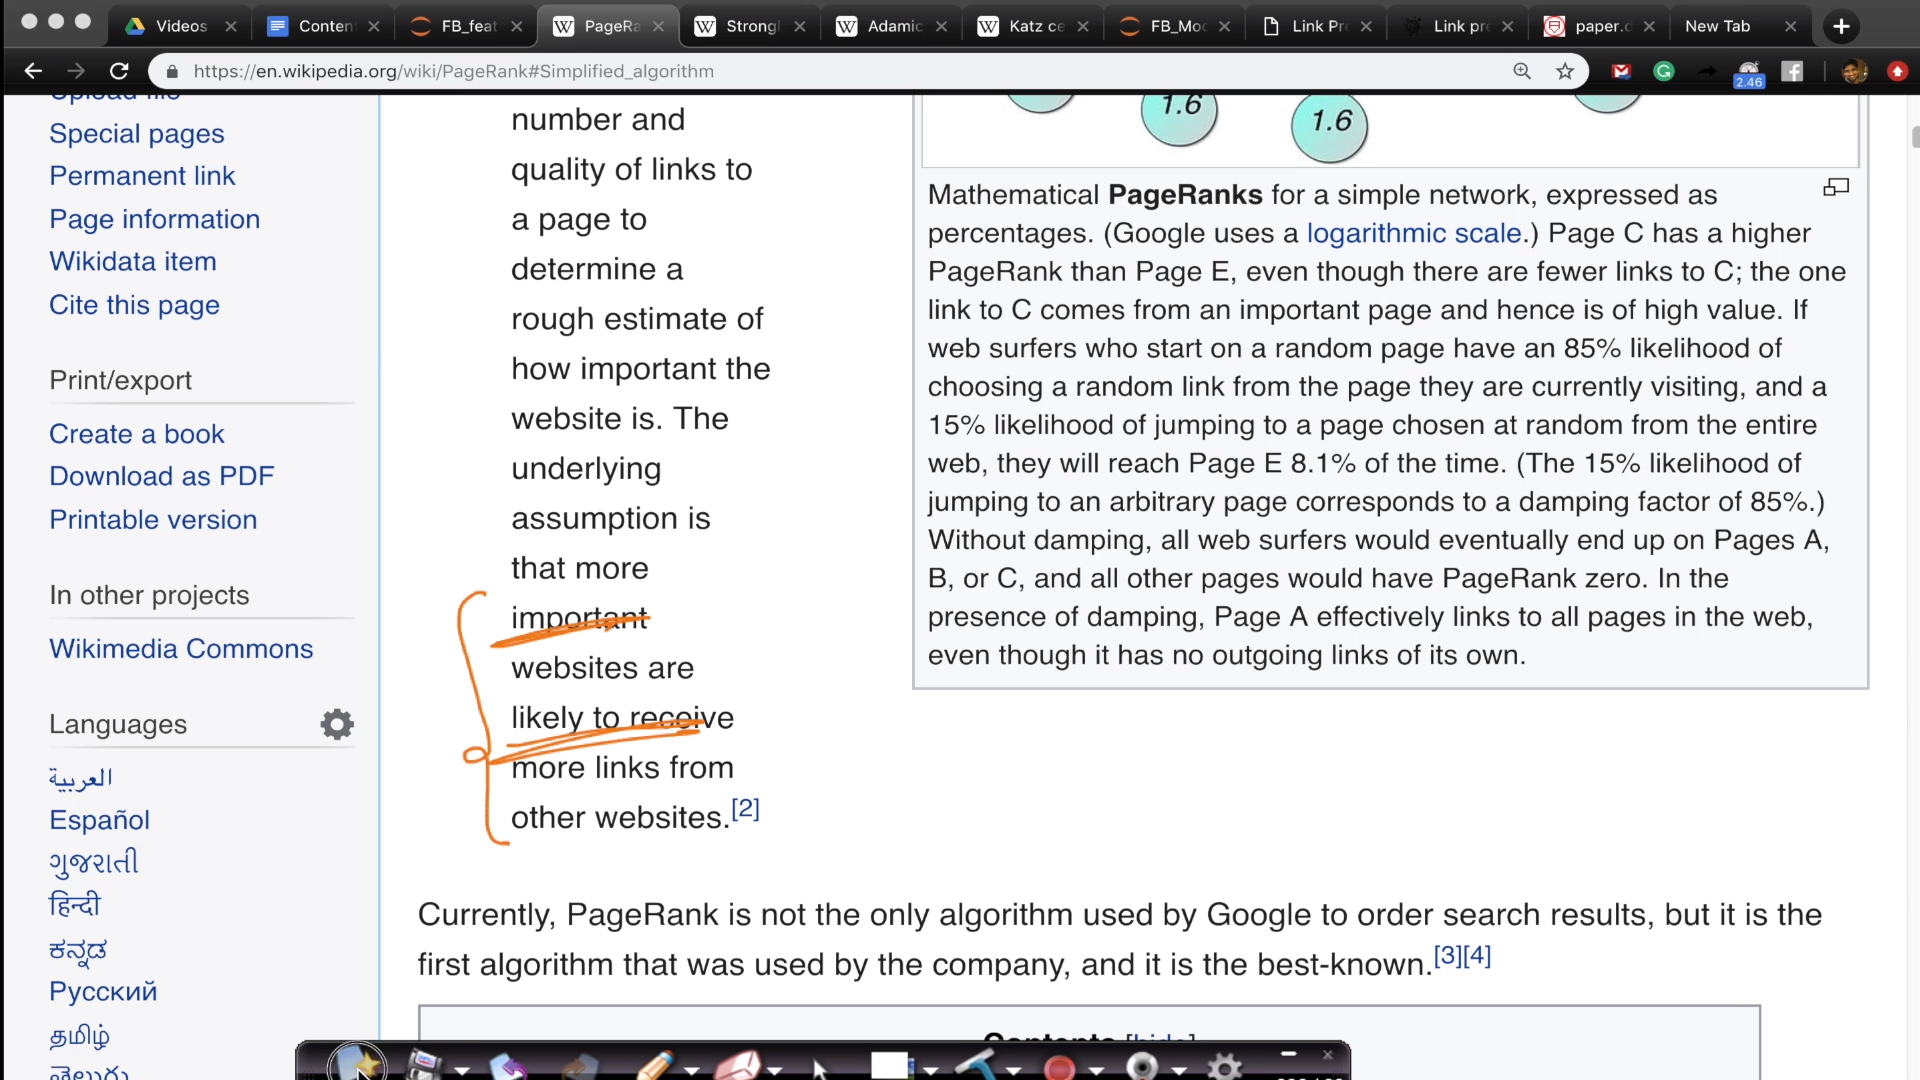 Videos
Conten
FB_feat
PageRa
Strongl
Adamic
Katz ce
FB_Mod
Link Pre
Link pre
paper.d
New Tab
https://en.wikipedia.org/wiki/PageRank#Simplified_algorithm
2.46
Upload file
Special pages
Permanent link
Page information
Wikidata item
Cite this page
Print/export
Create a book
Download as PDF
Printable version
In other projects
Wikimedia Commons
Languages
العربية
Español
ગુજરાતી
हिन्दी
ಕನ್ನಡ
Русский
தமிழ்
తెలుగు
number and
quality of links to
a page to
determine a
rough estimate of
how important the
website is. The
underlying
assumption is
that more
important
websites are
likely to receive
more links from
other websites.[2]
1.6
1.6
Mathematical PageRanks for a simple network, expressed as
percentages. (Google uses a logarithmic scale.) Page C has a higher
PageRank than Page E, even though there are fewer links to C; the one
link to C comes from an important page and hence is of high value. If
web surfers who start on a random page have an 85% likelihood of
choosing a random link from the page they are currently visiting, and a
15% likelihood of jumping to a page chosen at random from the entire
web, they will reach Page E 8.1% of the time. (The 15% likelihood of
jumping to an arbitrary page corresponds to a damping factor of 85%.)
Without damping, all web surfers would eventually end up on Pages A,
B, or C, and all other pages would have PageRank zero. In the
presence of damping, Page A effectively links to all pages in the web,
even though it has no outgoing links of its own.
Currently, PageRank is not the only algorithm used by Google to order search results, but it is the
first algorithm that was used by the company, and it is the best-known.[3][4]
Contents [hide]